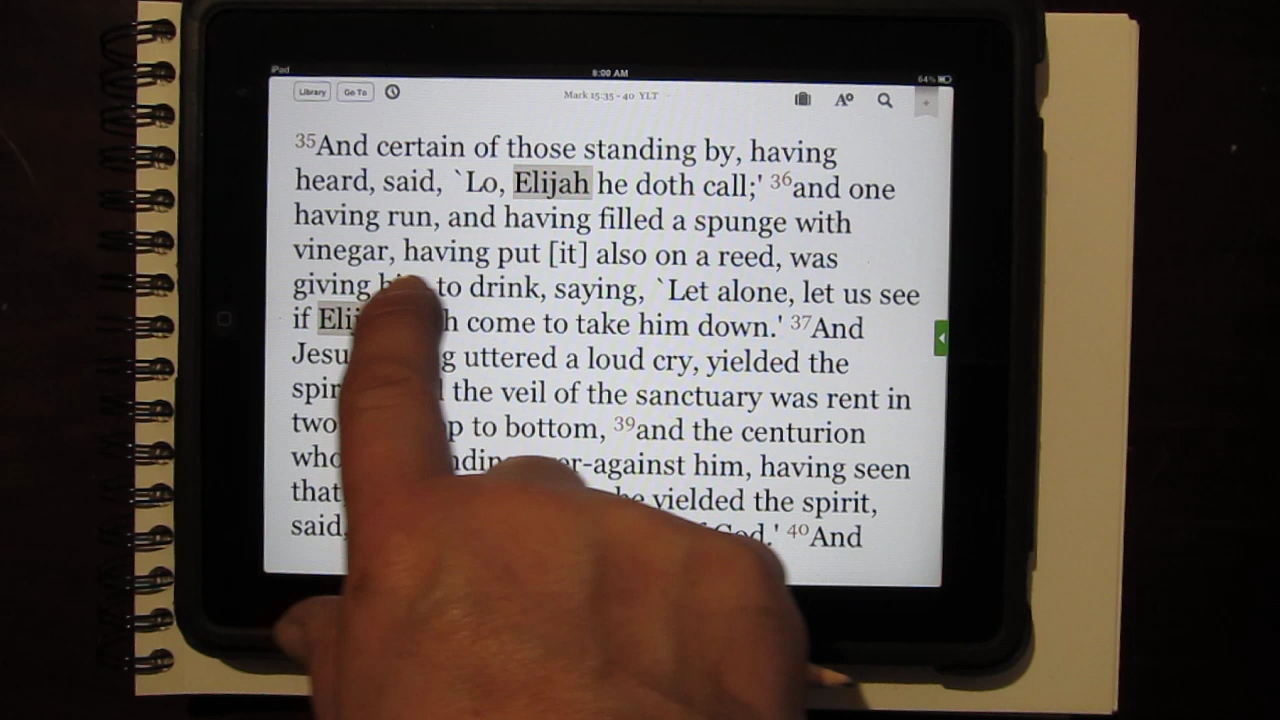 iPad 8:00 AM 64%
Library Go To Mark 15:35 - 40 YLT A
35And certain of those standing by, having
heard, said, `Lo, Elijah he doth call;' 36and one
having run, and having filled a spunge with
vinegar, having put [it] also on a reed, was
giving to drink, saying, `Let alone, let us see
if come to take him down.' 37And
uttered a loud cry, yielded the
the veil of the sanctuary was rent in
two to bottom, 39and the centurion
him, having seen
that yielded the spirit,
said, 40And